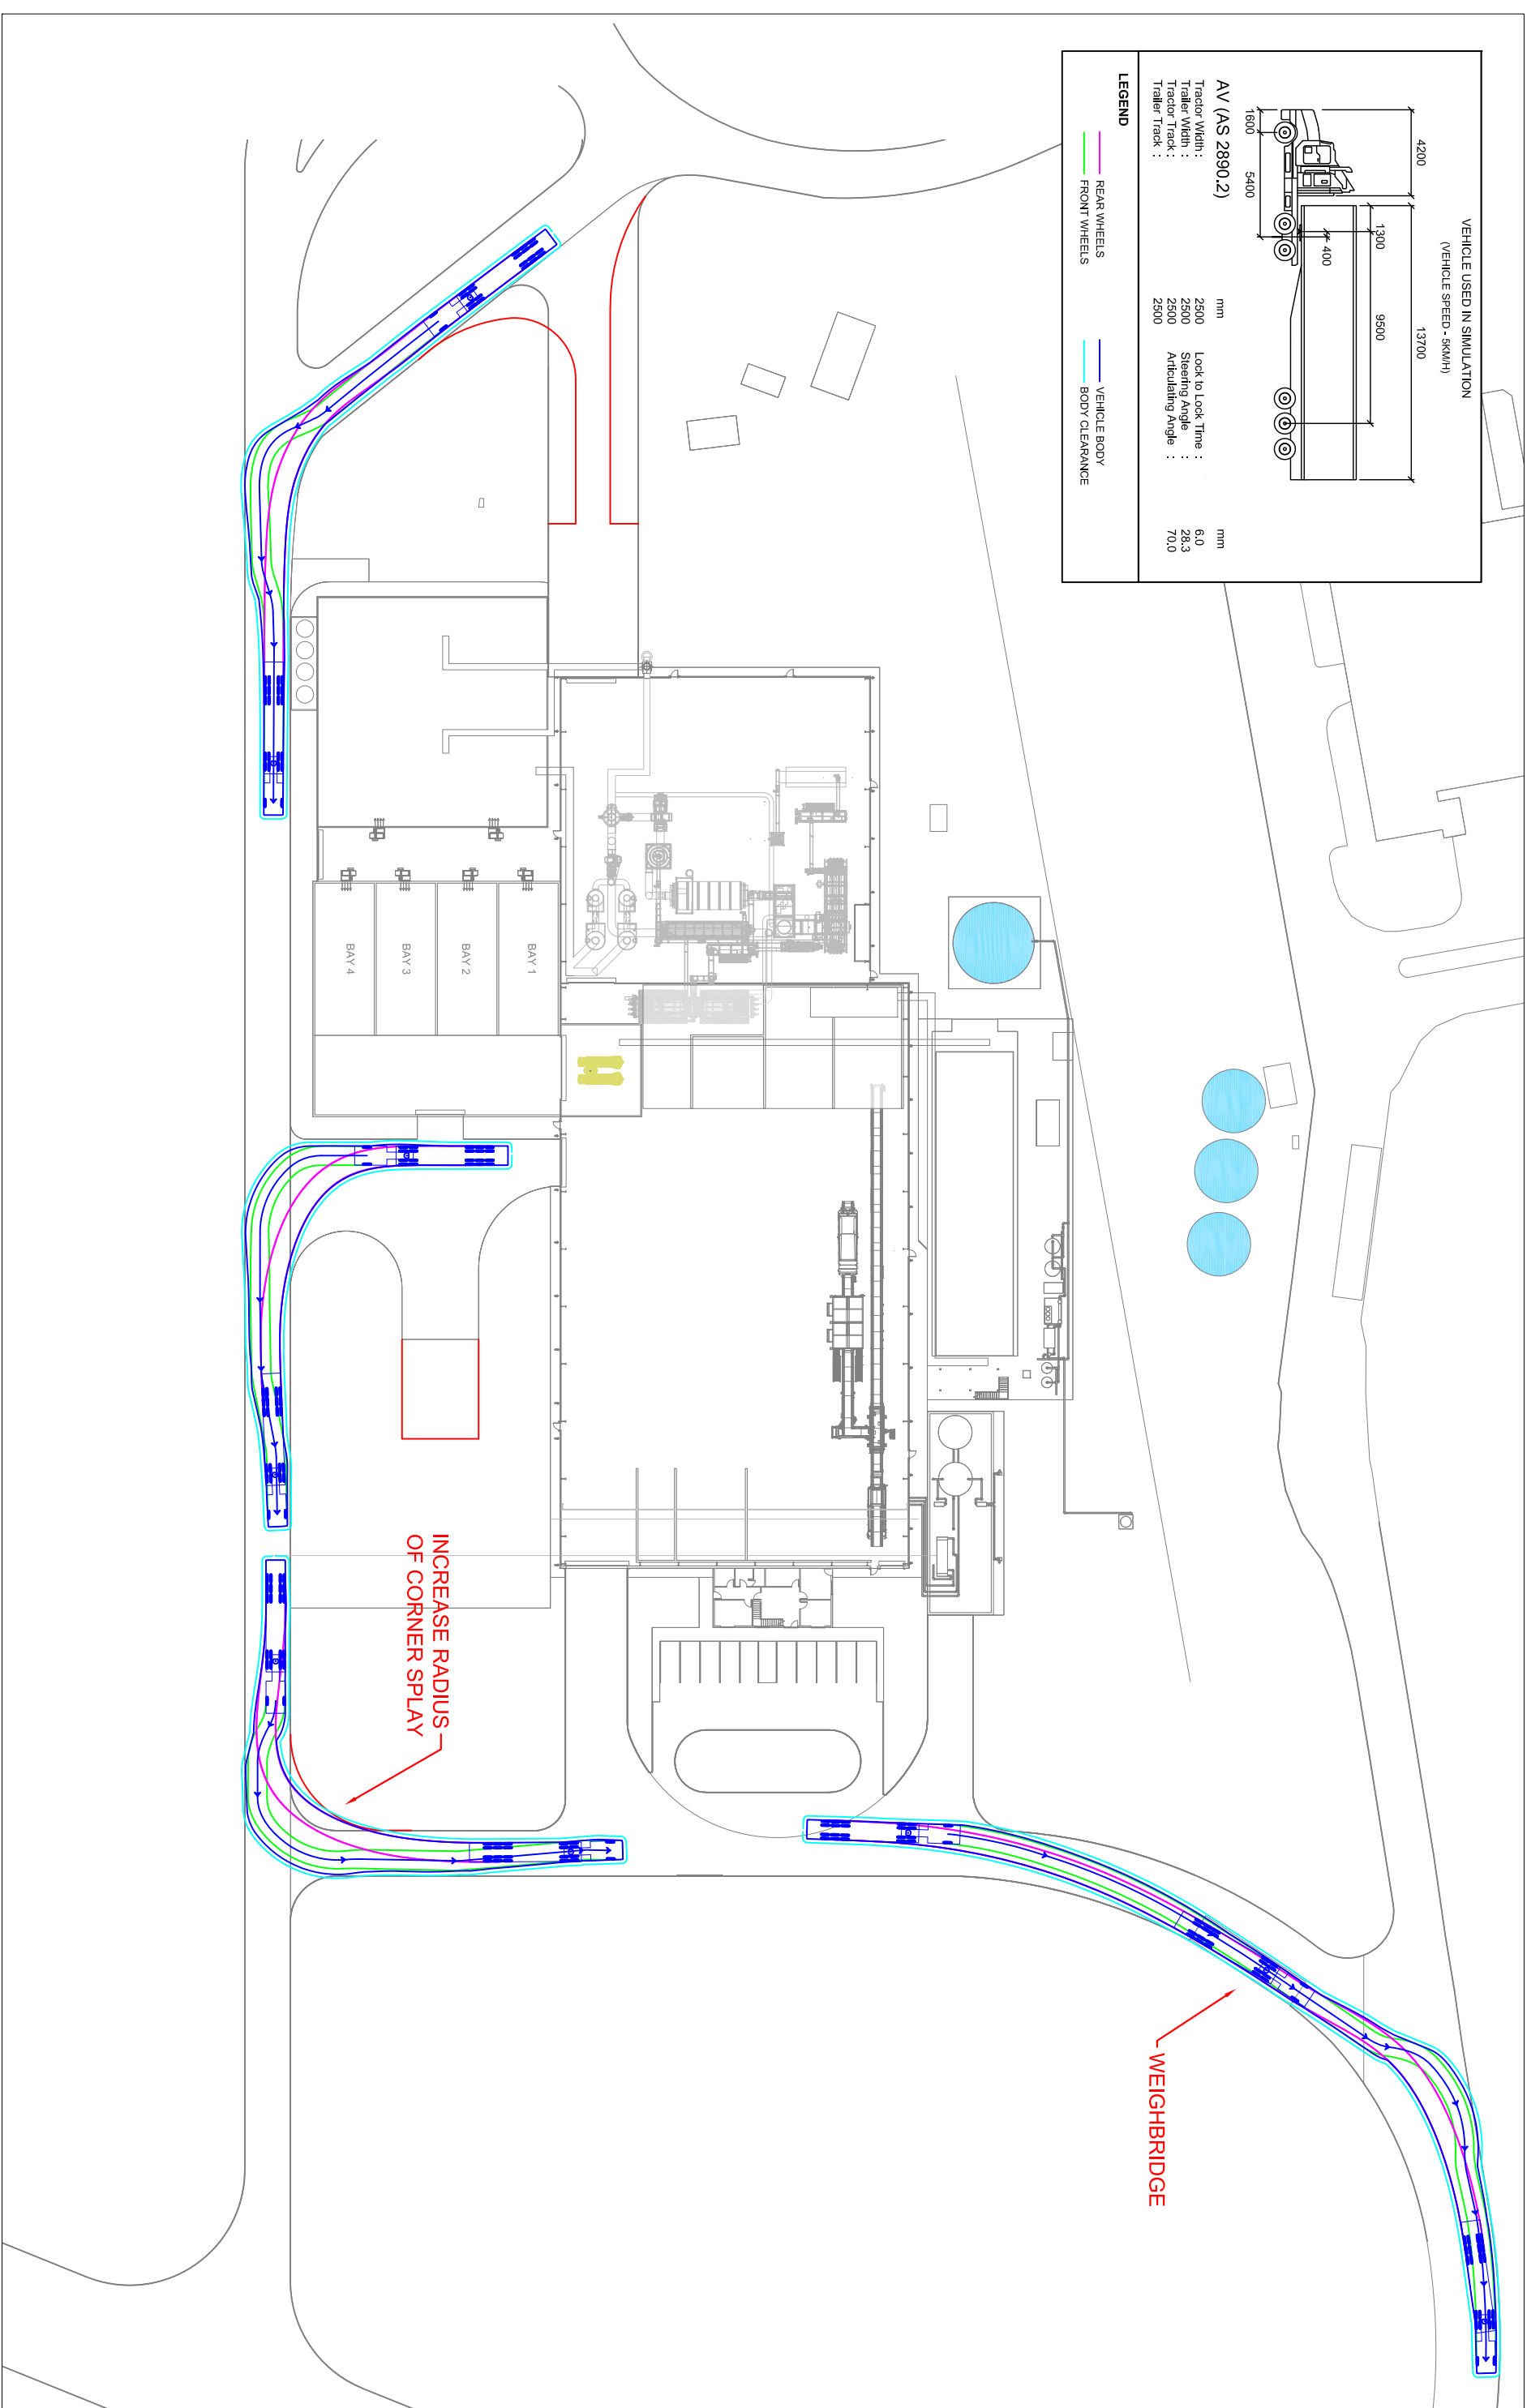 VEHICLE USED IN SIMULATION
(VEHICLE SPEED - 5KM/H)
4200
13700
1300
9500
400
1600
5400
AV (AS 2890.2)
mm
mm
Tractor Width : 2500 Lock to Lock Time : 6.0
Trailer Width : 2500 Steering Angle : 28.3
Tractor Track : 2500 Articulating Angle : 70.0
Trailer Track : 2500
LEGEND
REAR WHEELS
VEHICLE BODY
FRONT WHEELS
BODY CLEARANCE
BAY 1
BAY 2
BAY 3
BAY 4
INCREASE RADIUS
OF CORNER SPLAY
WEIGHBRIDGE